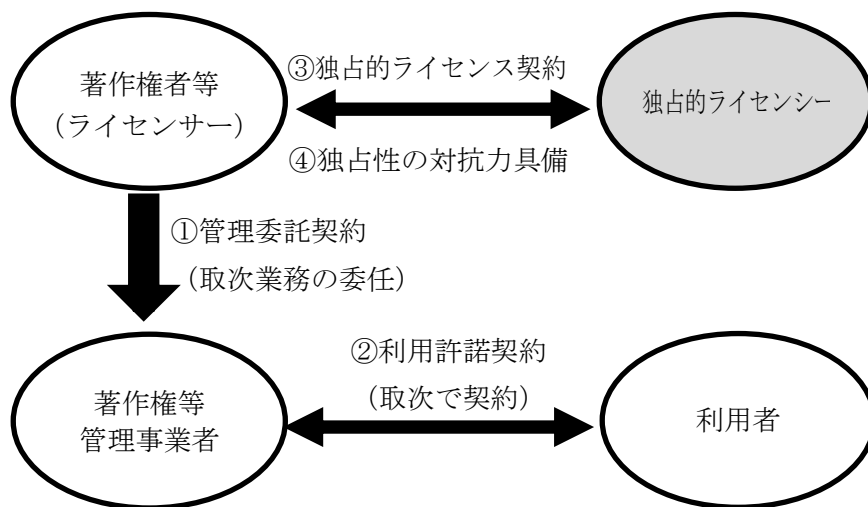 著作権者等
（ライセンサー）
③独占的ライセンス契約
④独占性の対抗力具備
独占的ライセンシー
①管理委託契約
（取次業務の委任）
著作権等
管理事業者
②利用許諾契約
（取次で契約）
利用者